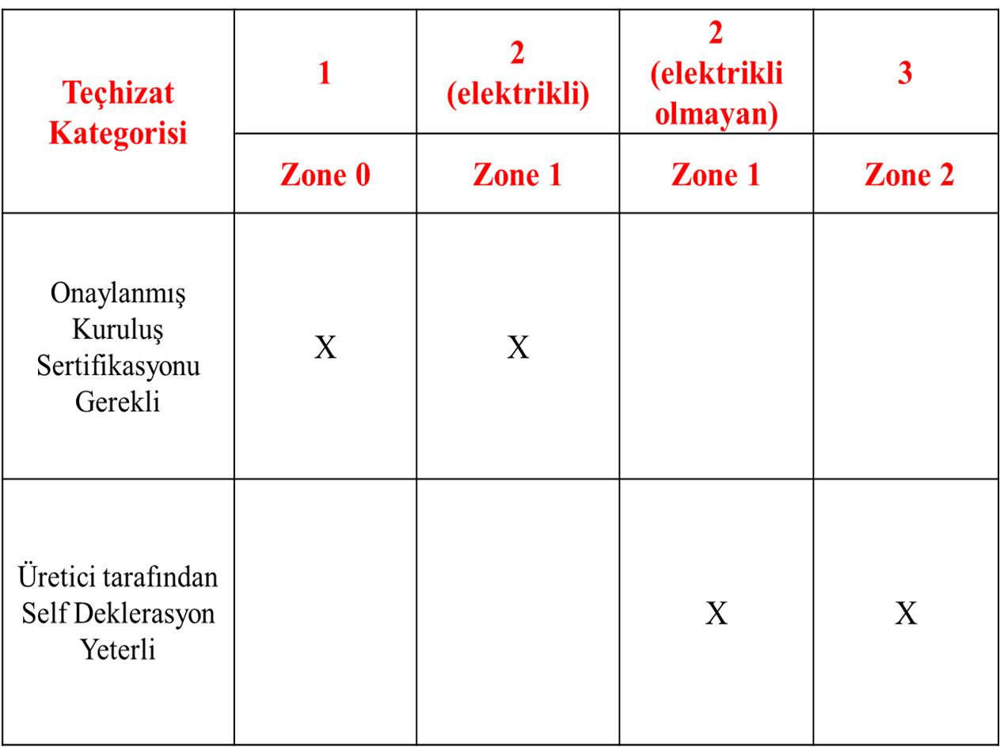 Teçhizat
Kategorisi
1
2
(elektrikli)
2
(elektrikli
olmayan)
3
Zone 0
Zone 1
Zone 1
Zone 2
Onaylanmış
Kuruluş
Sertifikasyonu
Gerekli
X
X
Üretici tarafından
Self Deklerasyon
Yeterli
X
X